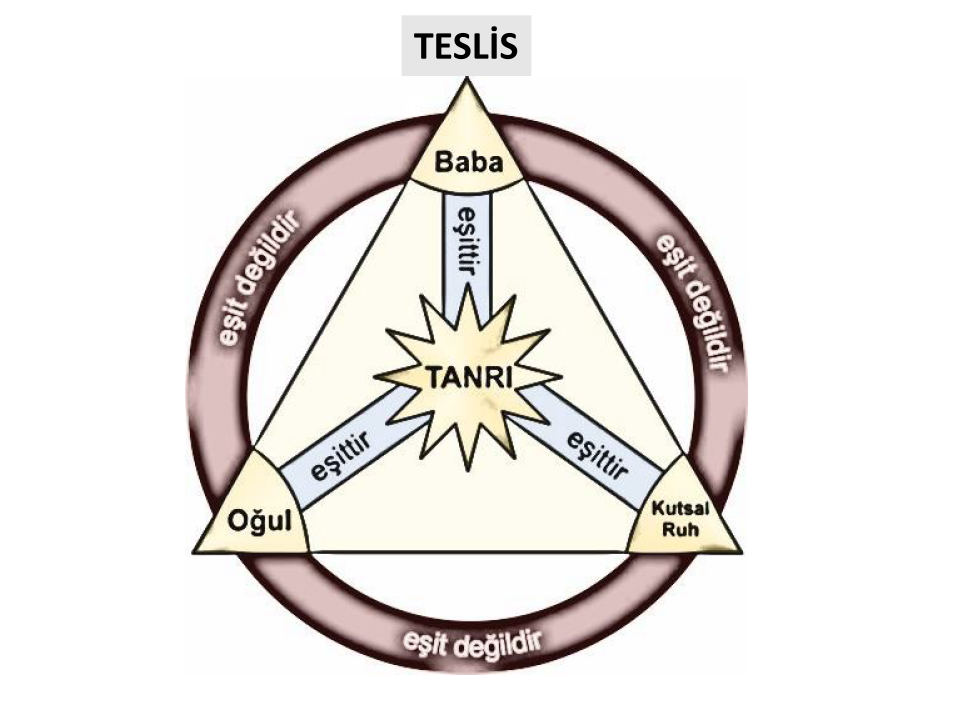 TESLİS
Baba
eşittir
eşit değildir
eşit değildir
TANRI
eşittir
eşittir
Oğul
Kutsal
Ruh
eşit değildir